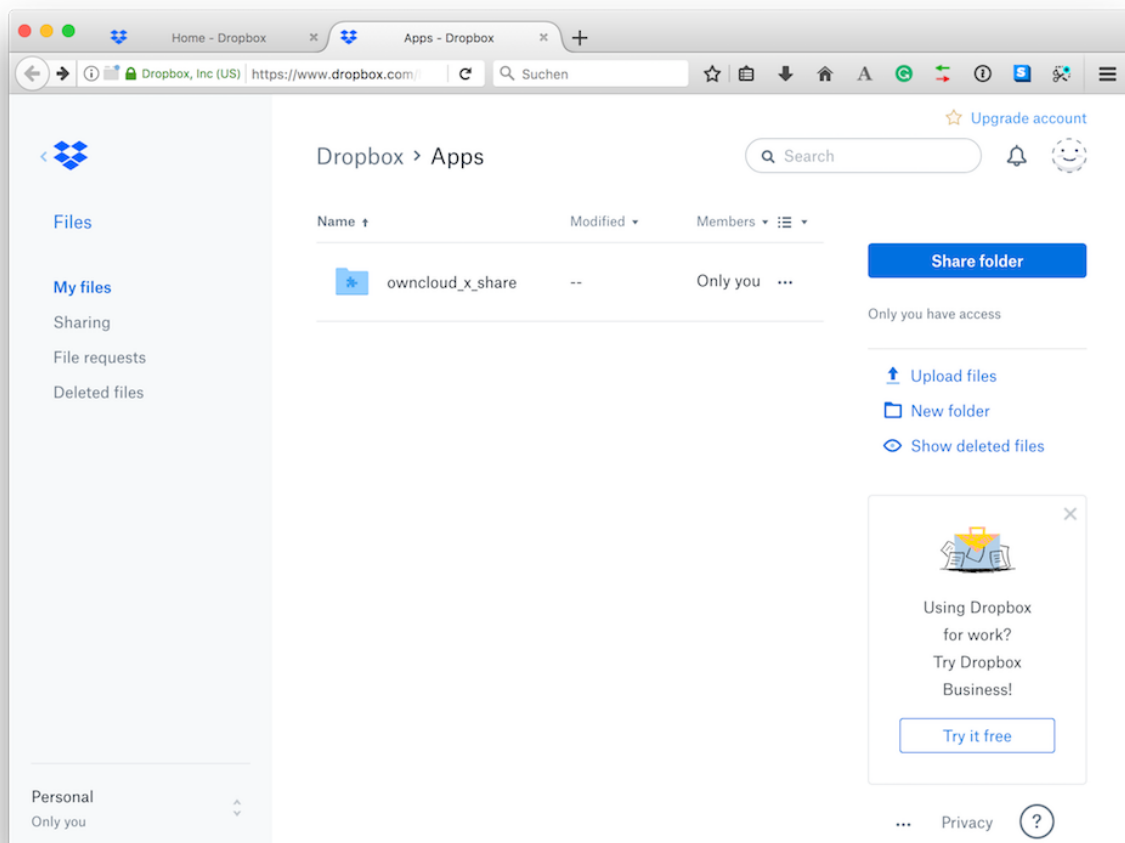 Home - Dropbox
Apps - Dropbox
Dropbox, Inc (US) https://www.dropbox.com/
Suchen
Upgrade account
Dropbox > Apps
Search
Files
Name Modified Members
Share folder
My files
owncloud_x_share -- Only you ...
Only you have access
Sharing
File requests
Deleted files
Upload files
New folder
Show deleted files
Using Dropbox
for work?
Try Dropbox
Business!
Try it free
Personal
Only you
... Privacy ?